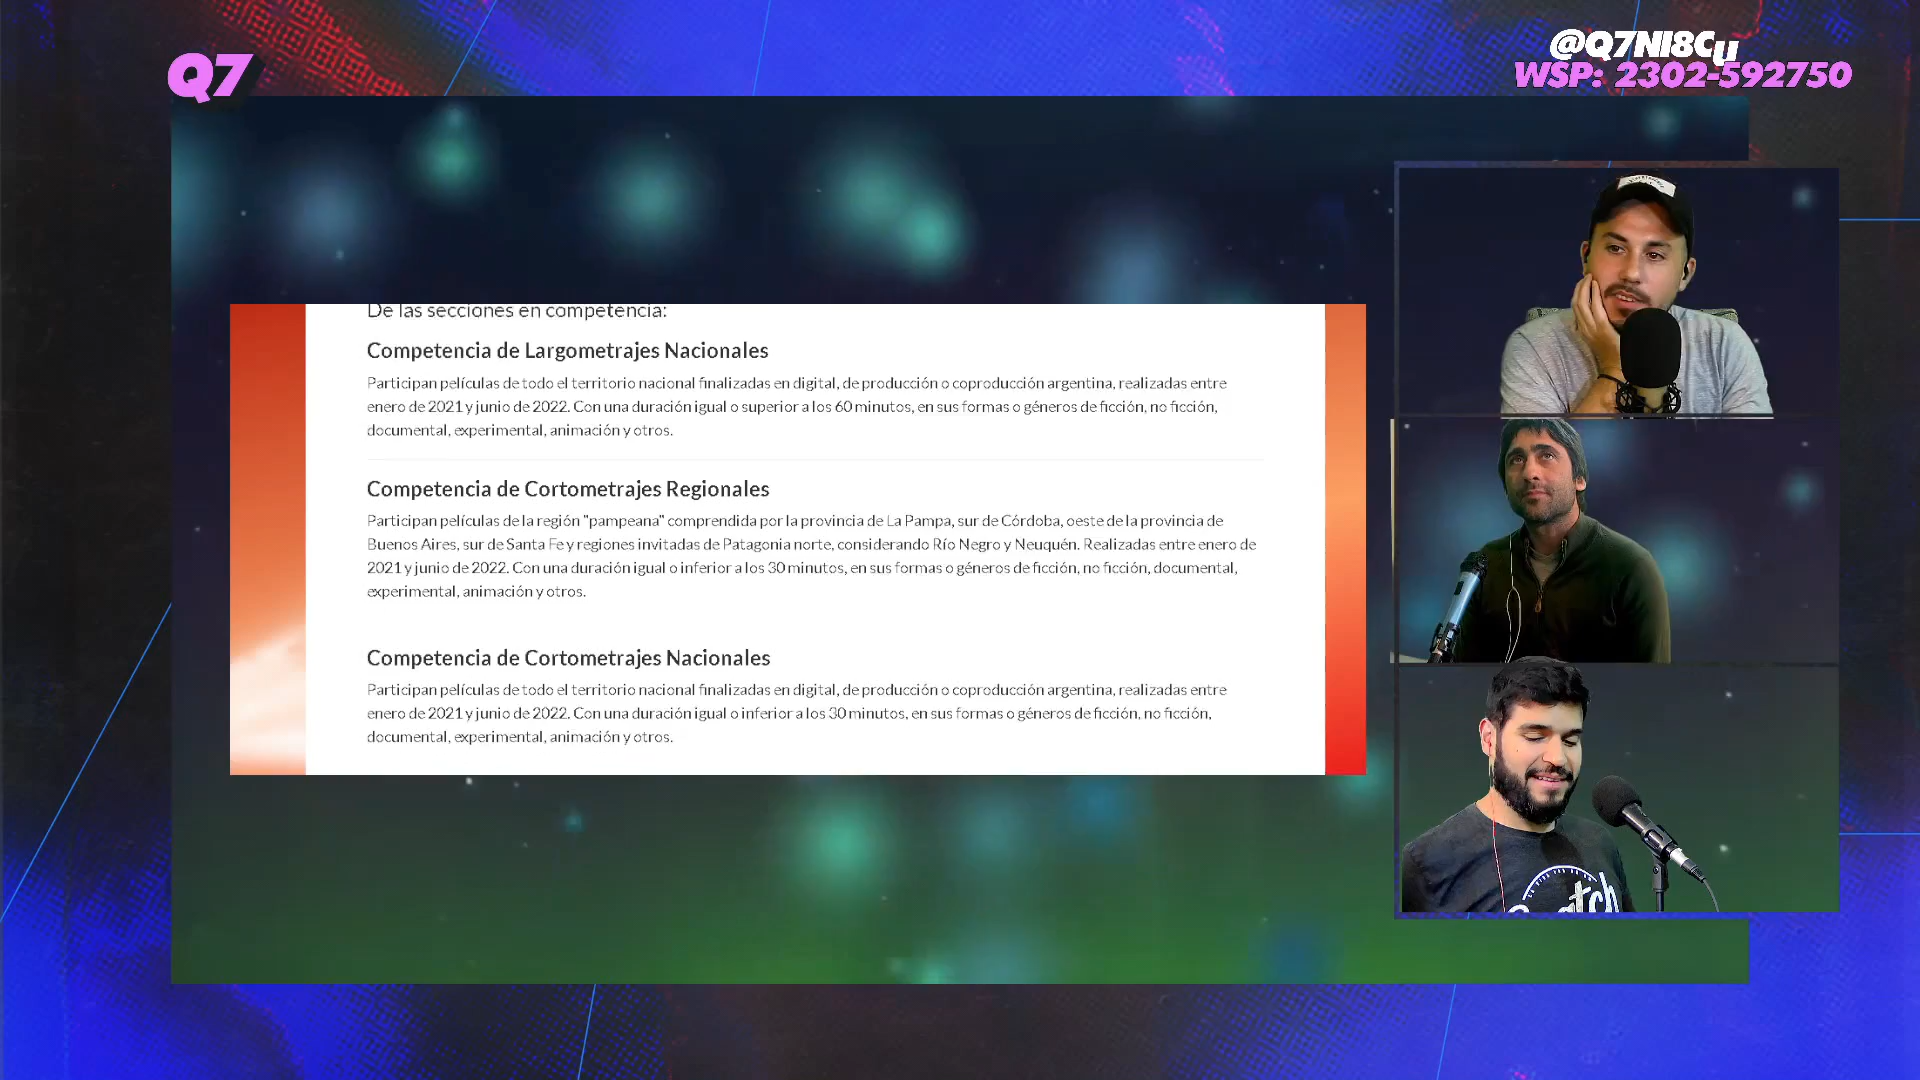 Q7
@Q7NI8Cu
WSP: 2302-592750
De las secciones en competencia:
Competencia de Largometrajes Nacionales
Participan películas de todo el territorio nacional finalizadas en digital, de producción o coproducción argentina, realizadas entre
enero de 2021 y junio de 2022. Con una duración igual o superior a los 60 minutos, en sus formas o géneros de ficción, no ficción,
documental, experimental, animación y otros.
Competencia de Cortometrajes Regionales
Participan películas de la región "pampeana" comprendida por la provincia de La Pampa, sur de Córdoba, oeste de la provincia de
Buenos Aires, sur de Santa Fe y regiones invitadas de Patagonia norte, considerando Río Negro y Neuquén. Realizadas entre enero de
2021 y junio de 2022. Con una duración igual o inferior a los 30 minutos, en sus formas o géneros de ficción, no ficción, documental,
experimental, animación y otros.
Competencia de Cortometrajes Nacionales
Participan películas de todo el territorio nacional finalizadas en digital, de producción o coproducción argentina, realizadas entre
enero de 2021 y junio de 2022. Con una duración igual o inferior a los 30 minutos, en sus formas o géneros de ficción, no ficción,
documental, experimental, animación y otros.